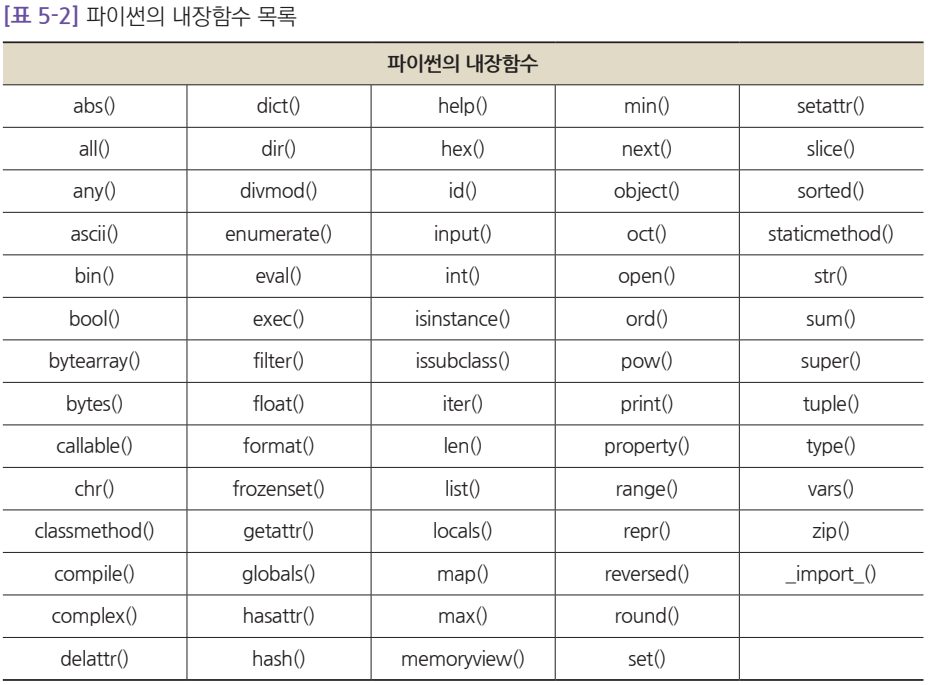 [표 5-2] 파이썬의 내장함수 목록
파이썬의 내장함수
abs() dict() help() min() setattr()
all() dir() hex() next() slice()
any() divmod() id() object() sorted()
ascii() enumerate() input() oct() staticmethod()
bin() eval() int() open() str()
bool() exec() isinstance() ord() sum()
bytearray() filter() issubclass() pow() super()
bytes() float() iter() print() tuple()
callable() format() len() property() type()
chr() frozenset() list() range() vars()
classmethod() getattr() locals() repr() zip()
compile() globals() map() reversed() _import_()
complex() hasattr() max() round()
delattr() hash() memoryview() set()